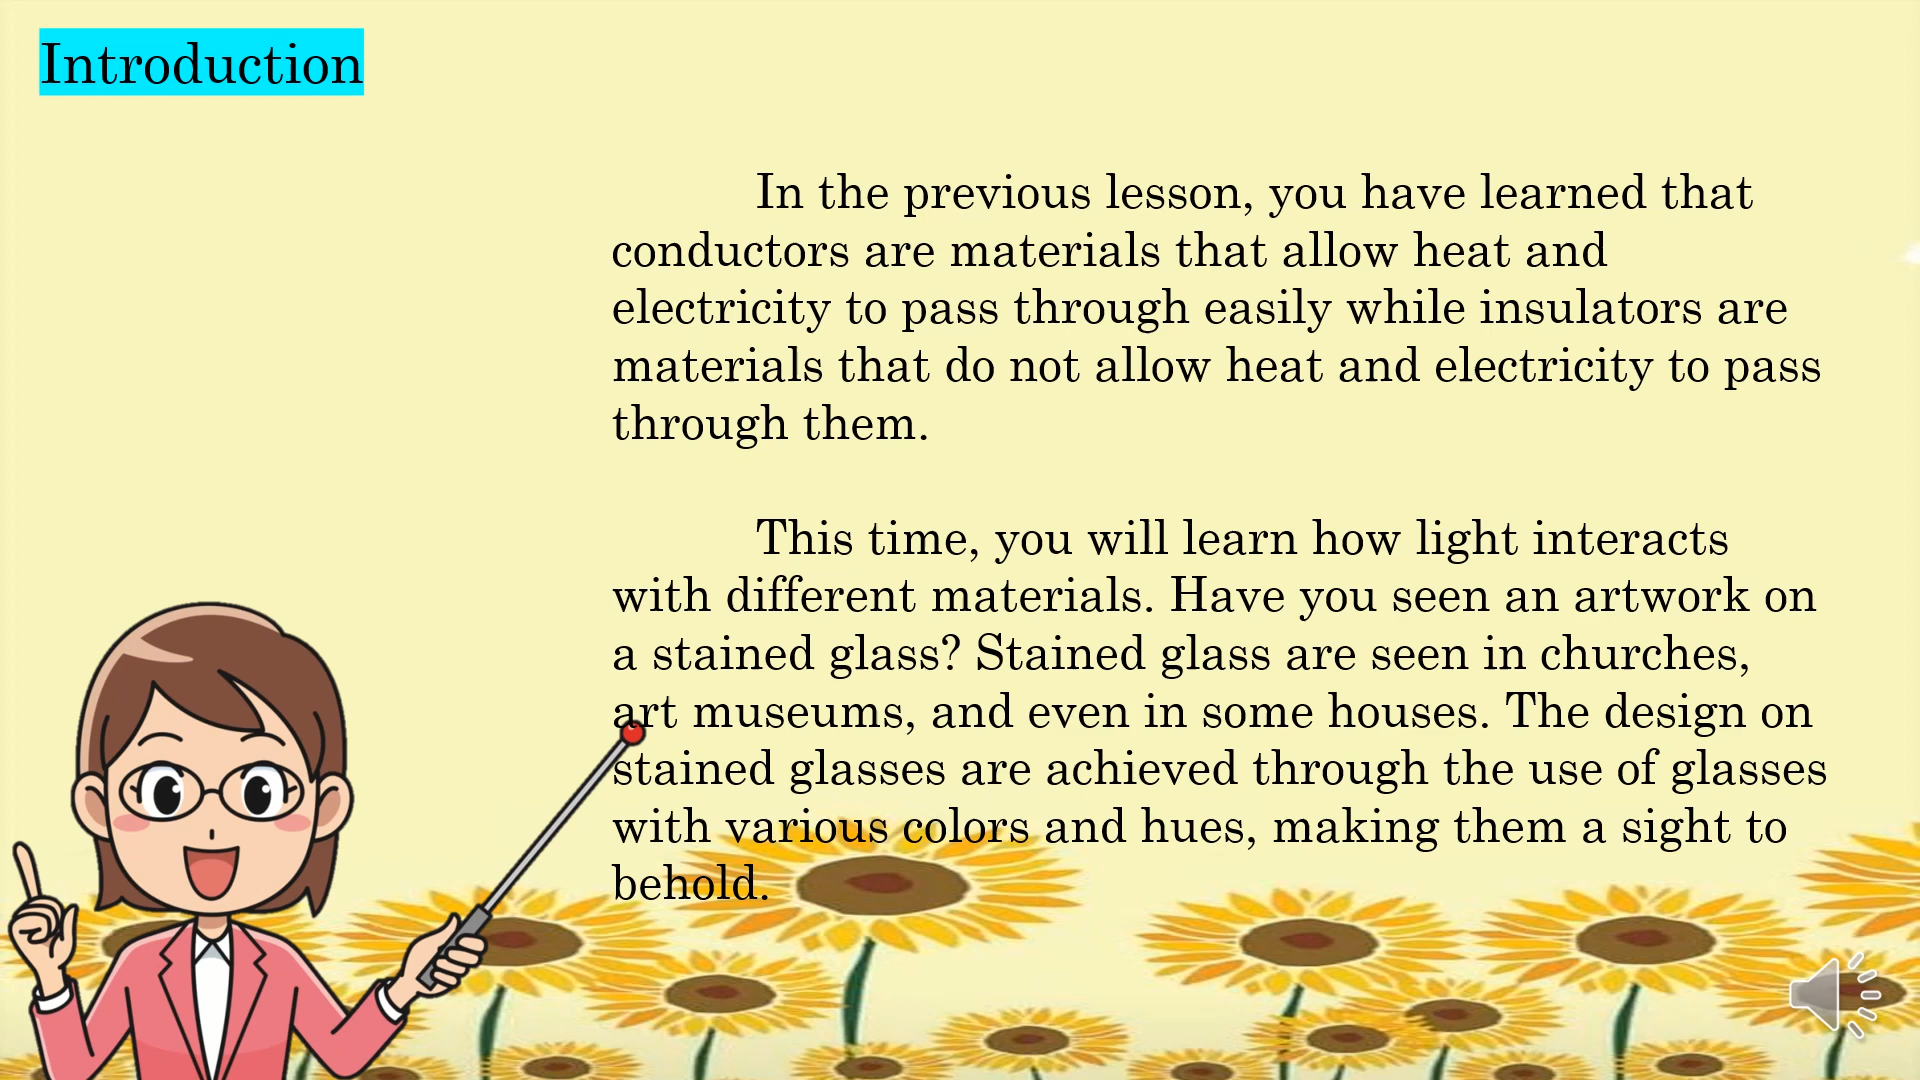 Introduction
In the previous lesson, you have learned that
conductors are materials that allow heat and
electricity to pass through easily while insulators are
materials that do not allow heat and electricity to pass
through them.
This time, you will learn how light interacts
with different materials. Have you seen an artwork on
a stained glass? Stained glass are seen in churches,
art museums, and even in some houses. The design on
stained glasses are achieved through the use of glasses
with various colors and hues, making them a sight to
behold.